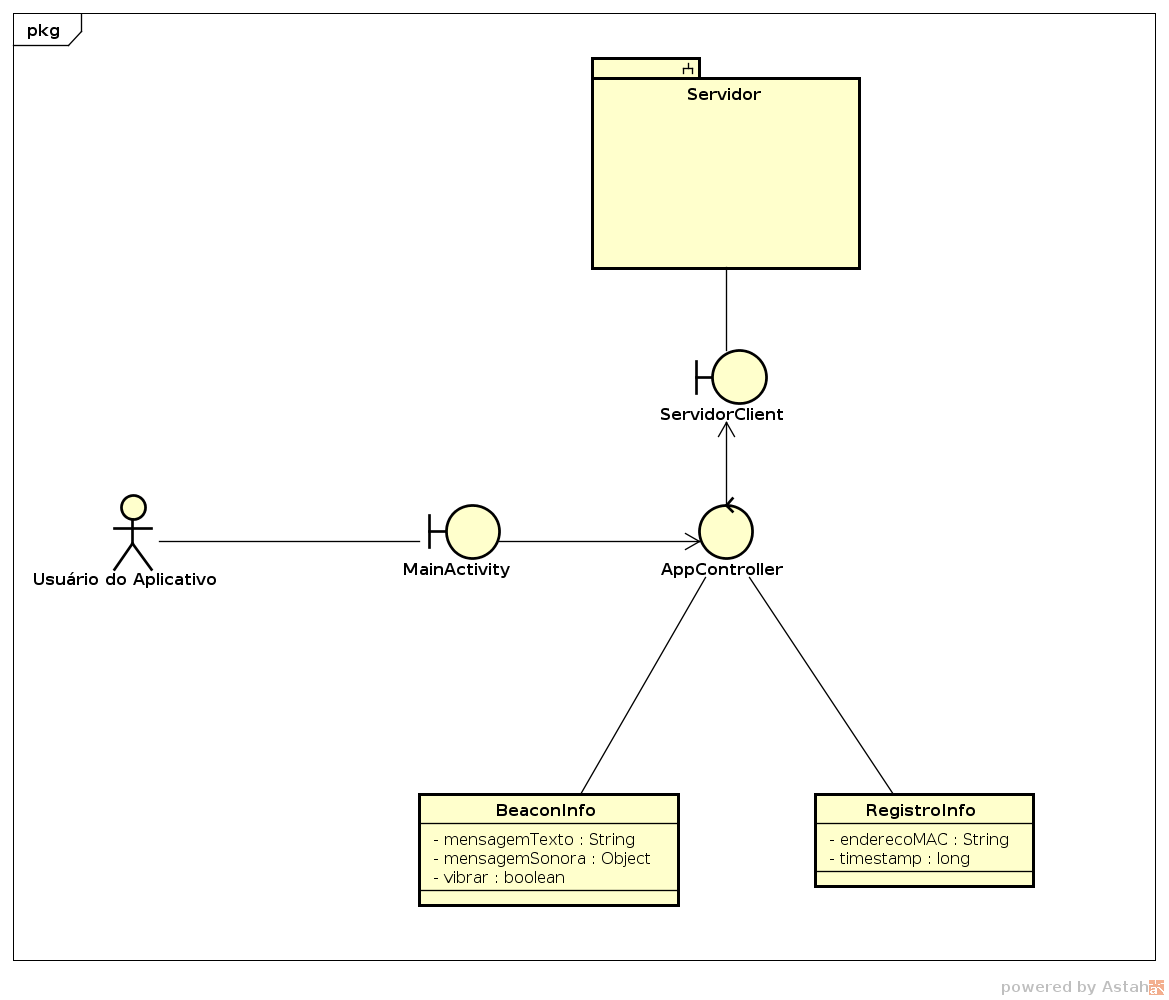 pkg
Servidor
ServidorClient
Usuário do Aplicativo
MainActivity
AppController
BeaconInfo
- mensagemTexto : String
- mensagemSonora : Object
- vibrar : boolean
RegistroInfo
- enderecoMAC : String
- timestamp : long
powered by Astah